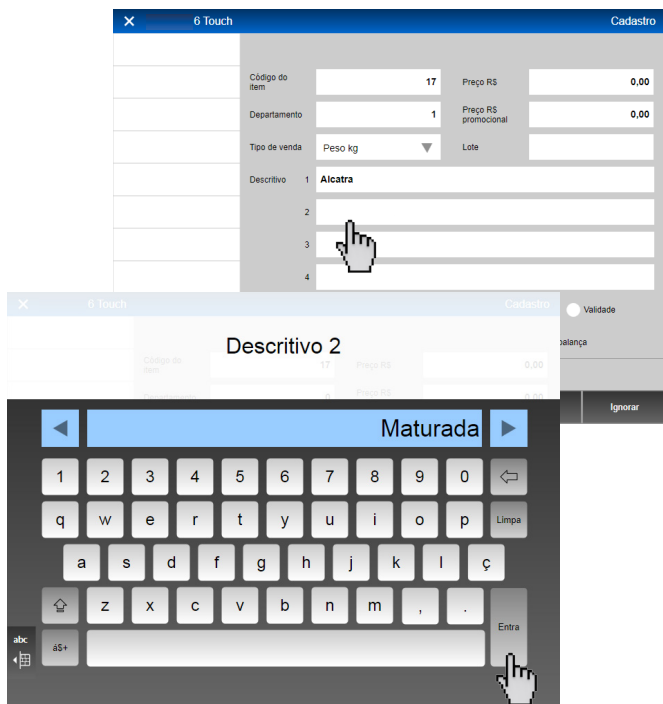 6 Touch Cadastro
Código do item 17 Preço R$ 0,00
Departamento 1 Preço R$ promocional 0,00
Tipo de venda Peso kg Lote
Descritivo 1 Alcatra
2
3
4
Validade
balança
Ignorar
6 Touch Cadastro
Descritivo 2
Código do item 17 Preço R$ 0,00
Departamento 0 Preço R$ 0,00
Maturada
1 2 3 4 5 6 7 8 9 0
q w e r t y u i o p Limpa
a s d f g h j k l ç
z x c v b n m , .
Entra
abc
áS+